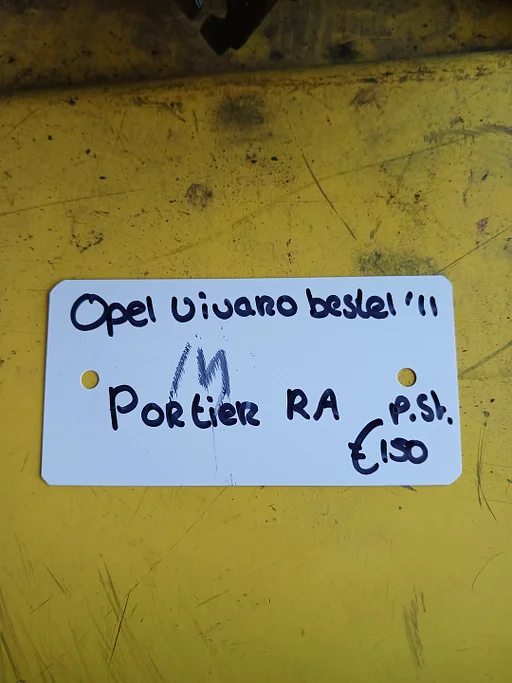 Opel Vivaro bestel '11
M
Portier RA P.St.
€150